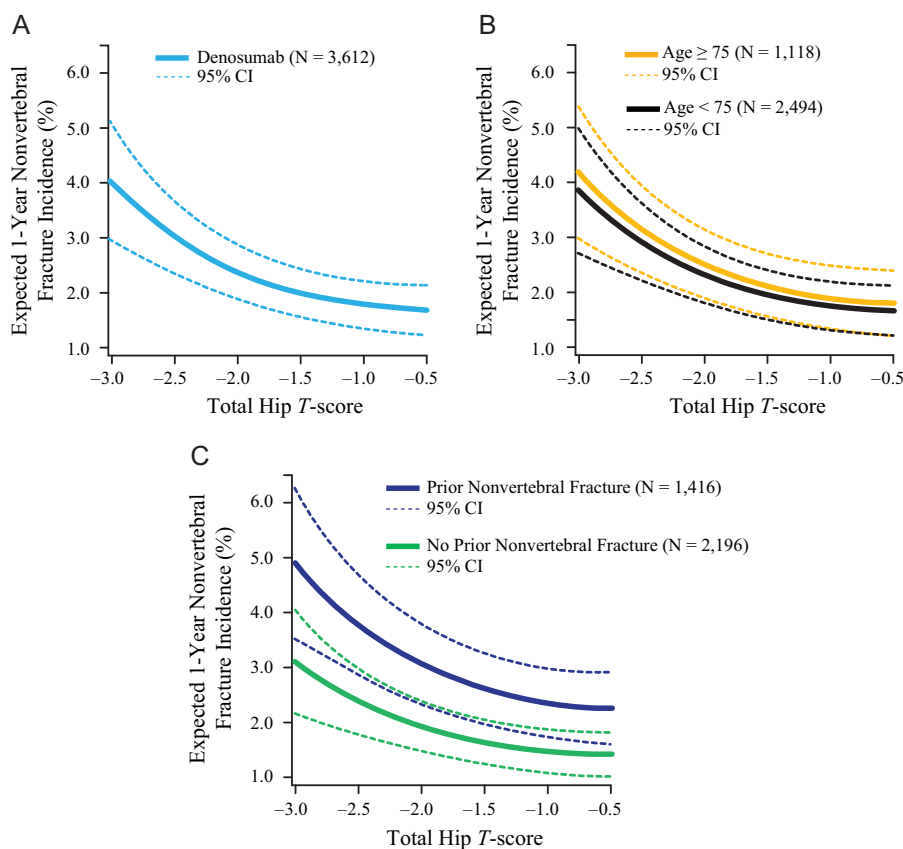 A
Denosumab (N = 3,612)
95% CI
Expected 1-Year Nonvertebral
Fracture Incidence (%)
6.0
5.0
4.0
3.0
2.0
1.0
–3.0 –2.5 –2.0 –1.5 –1.0 –0.5
Total Hip T-score
B
Age ≥ 75 (N = 1,118)
95% CI
Age < 75 (N = 2,494)
95% CI
Expected 1-Year Nonvertebral
Fracture Incidence (%)
6.0
5.0
4.0
3.0
2.0
1.0
–3.0 –2.5 –2.0 –1.5 –1.0 –0.5
Total Hip T-score
C
Prior Nonvertebral Fracture (N = 1,416)
95% CI
No Prior Nonvertebral Fracture (N = 2,196)
95% CI
Expected 1-Year Nonvertebral
Fracture Incidence (%)
6.0
5.0
4.0
3.0
2.0
1.0
–3.0 –2.5 –2.0 –1.5 –1.0 –0.5
Total Hip T-score